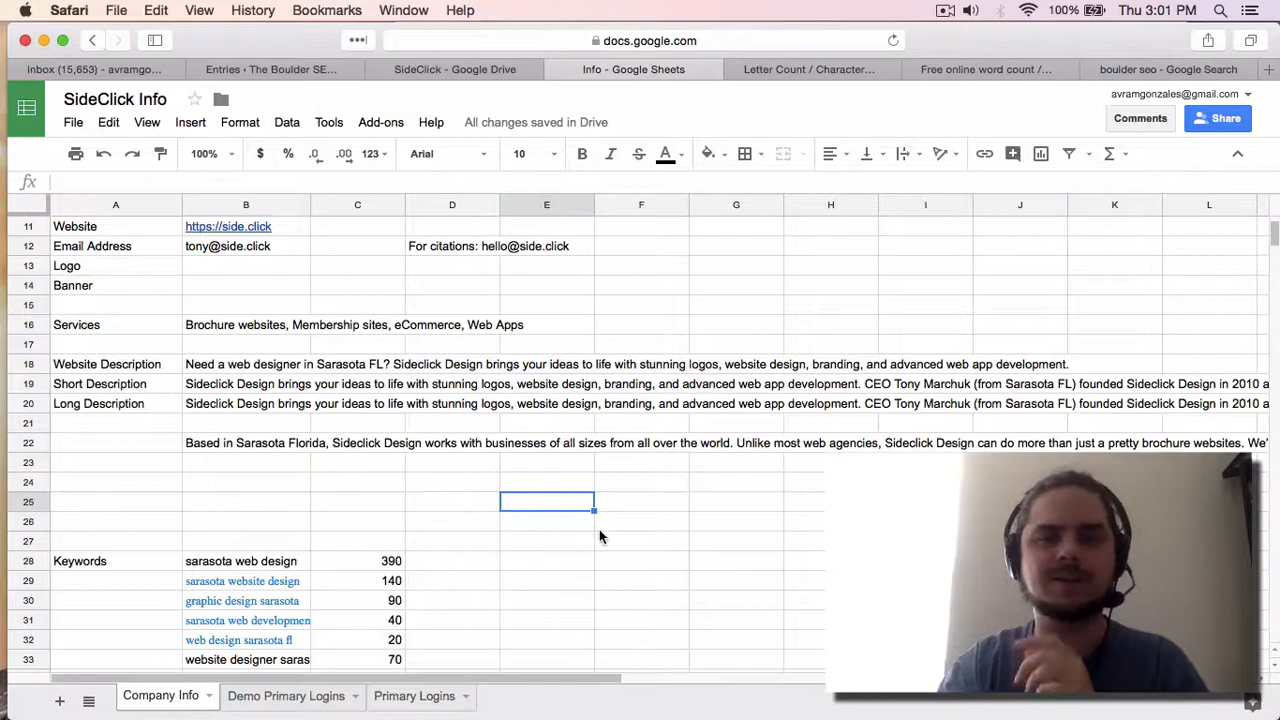 Safari File Edit View History Bookmarks Window Help 100% Thu 3:01 PM
docs.google.com
Inbox (15,653) — avramgo... Entries ‹ The Boulder SE... SideClick - Google Drive Info - Google Sheets Letter Count / Character... Free online word count /... boulder seo - Google Search
SideClick Info
avramgonzales@gmail.com
File Edit View Insert Format Data Tools Add-ons Help All changes saved in Drive
Comments Share
100% $ % .0 .00 123 Arial 10 B I S A Σ
fx
A B C D E F G H I J K L
11 Website https://side.click
12 Email Address tony@side.click For citations: hello@side.click
13 Logo
14 Banner
15
16 Services Brochure websites, Membership sites, eCommerce, Web Apps
17
18 Website Description Need a web designer in Sarasota FL? Sideclick Design brings your ideas to life with stunning logos, website design, branding, and advanced web app development.
19 Short Description Sideclick Design brings your ideas to life with stunning logos, website design, branding, and advanced web app development. CEO Tony Marchuk (from Sarasota FL) founded Sideclick Design in 2010 a
20 Long Description Sideclick Design brings your ideas to life with stunning logos, website design, branding, and advanced web app development. CEO Tony Marchuk (from Sarasota FL) founded Sideclick Design in 2010 a
21
22 Based in Sarasota Florida, Sideclick Design works with businesses of all sizes from all over the world. Unlike most web agencies, Sideclick Design can do more than just a pretty brochure websites. We'
23
24
25
26
27
28 Keywords sarasota web design 390
29 sarasota website design 140
30 graphic design sarasota 90
31 sarasota web developmen 40
32 web design sarasota fl 20
33 website designer saras 70
Company Info Demo Primary Logins Primary Logins